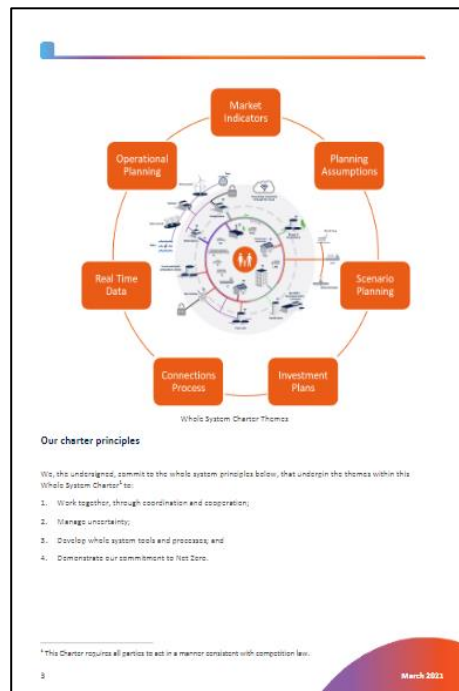 Market
Indicators
Operational
Planning
Planning
Assumptions
Real Time
Data
Scenario
Planning
Connections
Process
Investment
Plans
Whole System Charter Themes
Our charter principles
We, the undersigned, commit to the whole system principles below, that underpin the themes within this
Whole System Charter¹ to:
1. Work together, through coordination and cooperation;
2. Manage uncertainty;
3. Develop whole system tools and processes; and
4. Demonstrate our commitment to Net Zero.
¹ This Charter requires all parties to act in a manner consistent with competition law.
3
March 2021